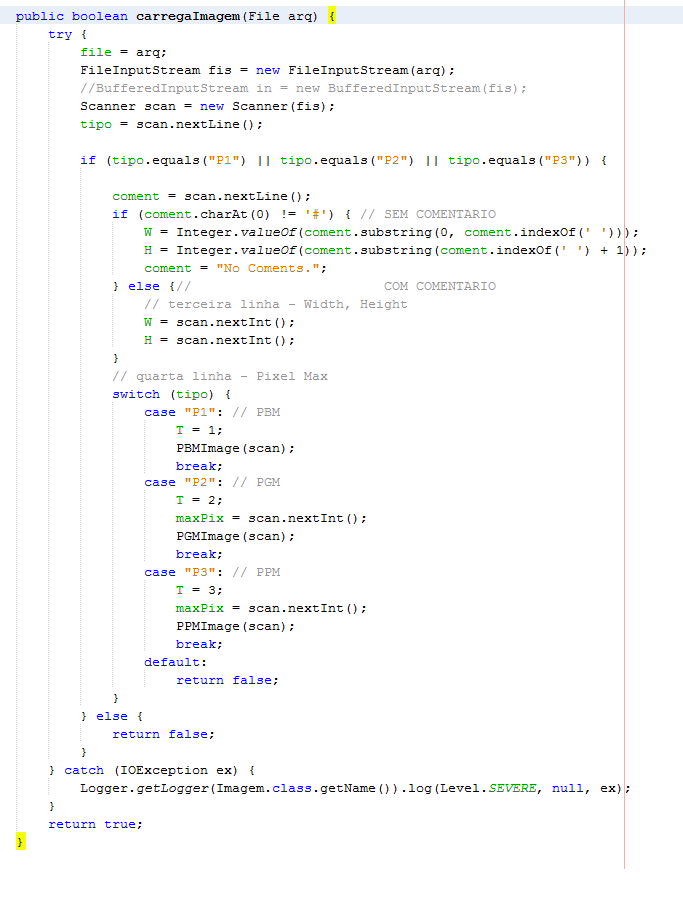 public boolean carregaImagem(File arq) {
try {
file = arq;
FileInputStream fis = new FileInputStream(arq);
//BufferedInputStream in = new BufferedInputStream(fis);
Scanner scan = new Scanner(fis);
tipo = scan.nextLine();
if (tipo.equals("P1") || tipo.equals("P2") || tipo.equals("P3")) {
coment = scan.nextLine();
if (coment.charAt(0) != '#') { // SEM COMENTARIO
W = Integer.valueOf(coment.substring(0, coment.indexOf(' ')));
H = Integer.valueOf(coment.substring(coment.indexOf(' ') + 1));
coment = "No Coments.";
} else {// COM COMENTARIO
// terceira linha - Width, Height
W = scan.nextInt();
H = scan.nextInt();
}
// quarta linha - Pixel Max
switch (tipo) {
case "P1": // PBM
T = 1;
PBMImage(scan);
break;
case "P2": // PGM
T = 2;
maxPix = scan.nextInt();
PGMImage(scan);
break;
case "P3": // PPM
T = 3;
maxPix = scan.nextInt();
PPMImage(scan);
break;
default:
return false;
}
} else {
return false;
}
} catch (IOException ex) {
Logger.getLogger(Imagem.class.getName()).log(Level.SEVERE, null, ex);
}
return true;
}